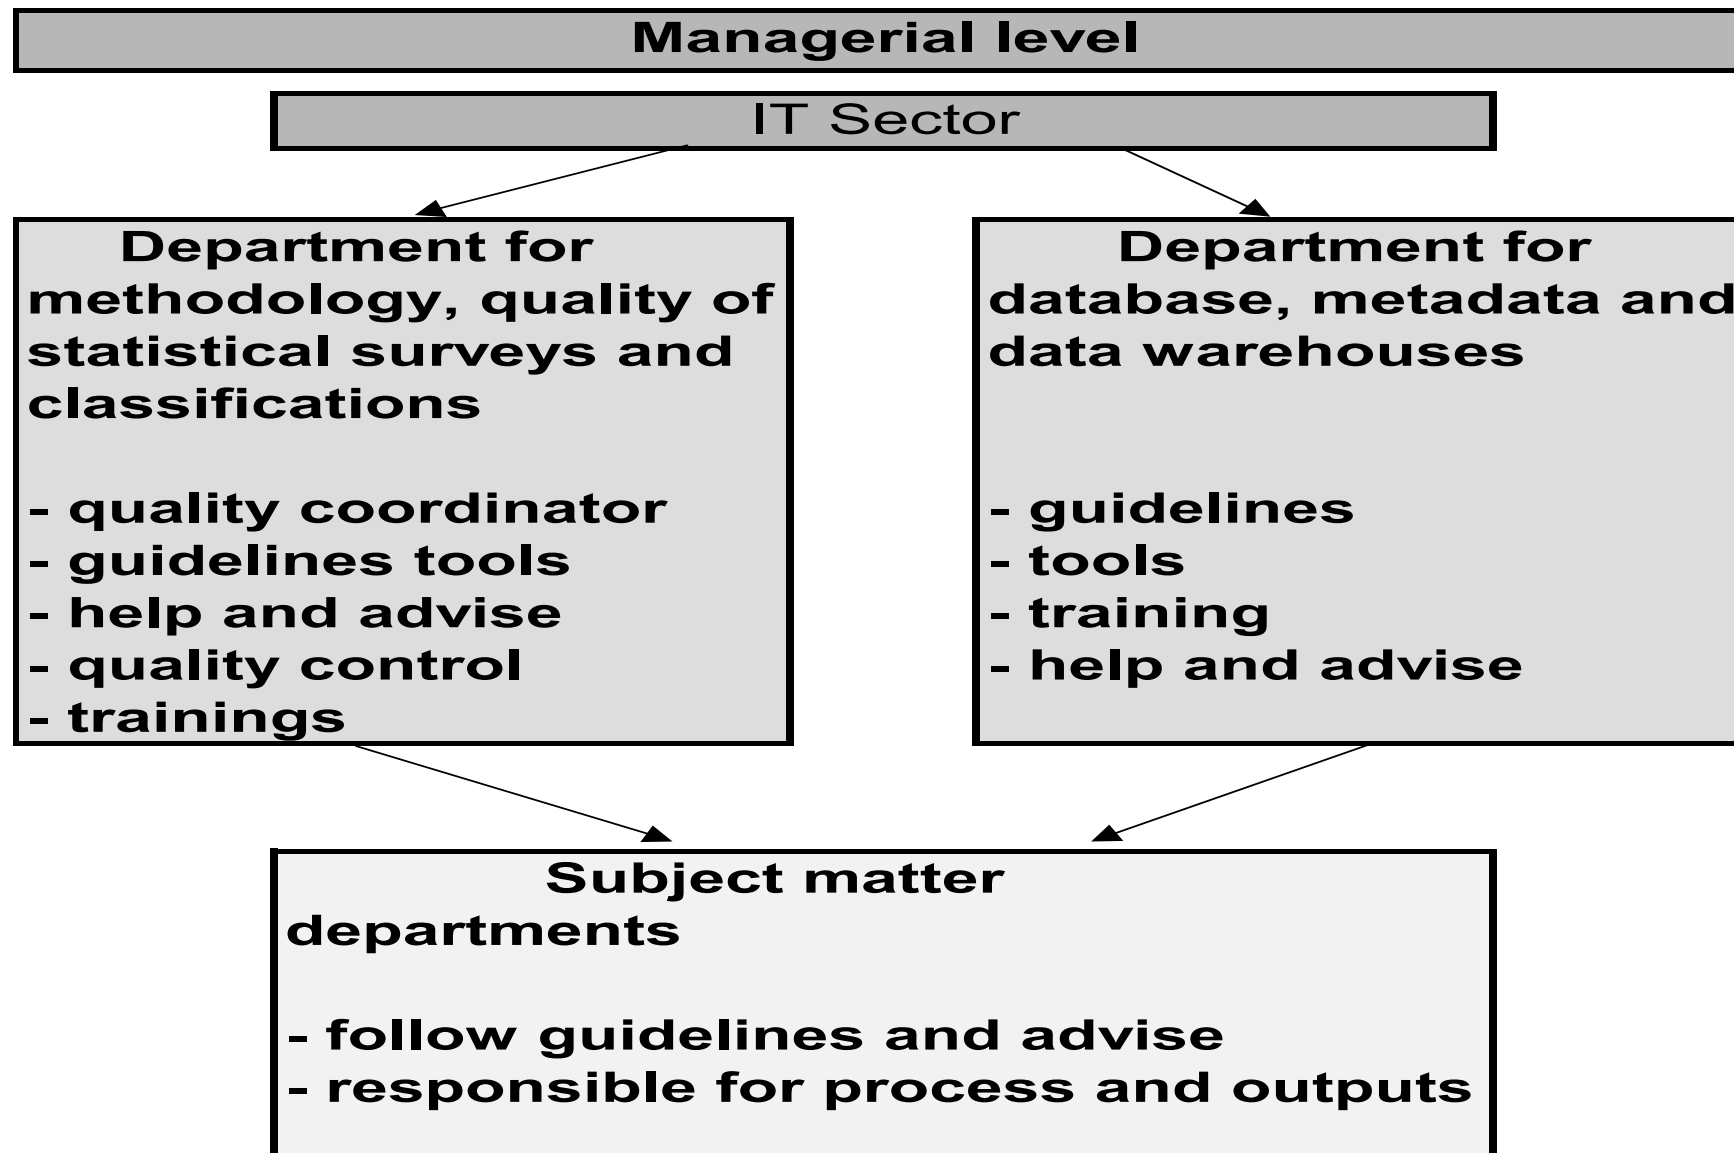 Managerial level
IT Sector
Department for
methodology, quality of
statistical surveys and
classifications
- quality coordinator
- guidelines tools
- help and advise
- quality control
- trainings
Department for
database, metadata and
data warehouses
- guidelines
- tools
- training
- help and advise
Subject matter
departments
- follow guidelines and advise
- responsible for process and outputs